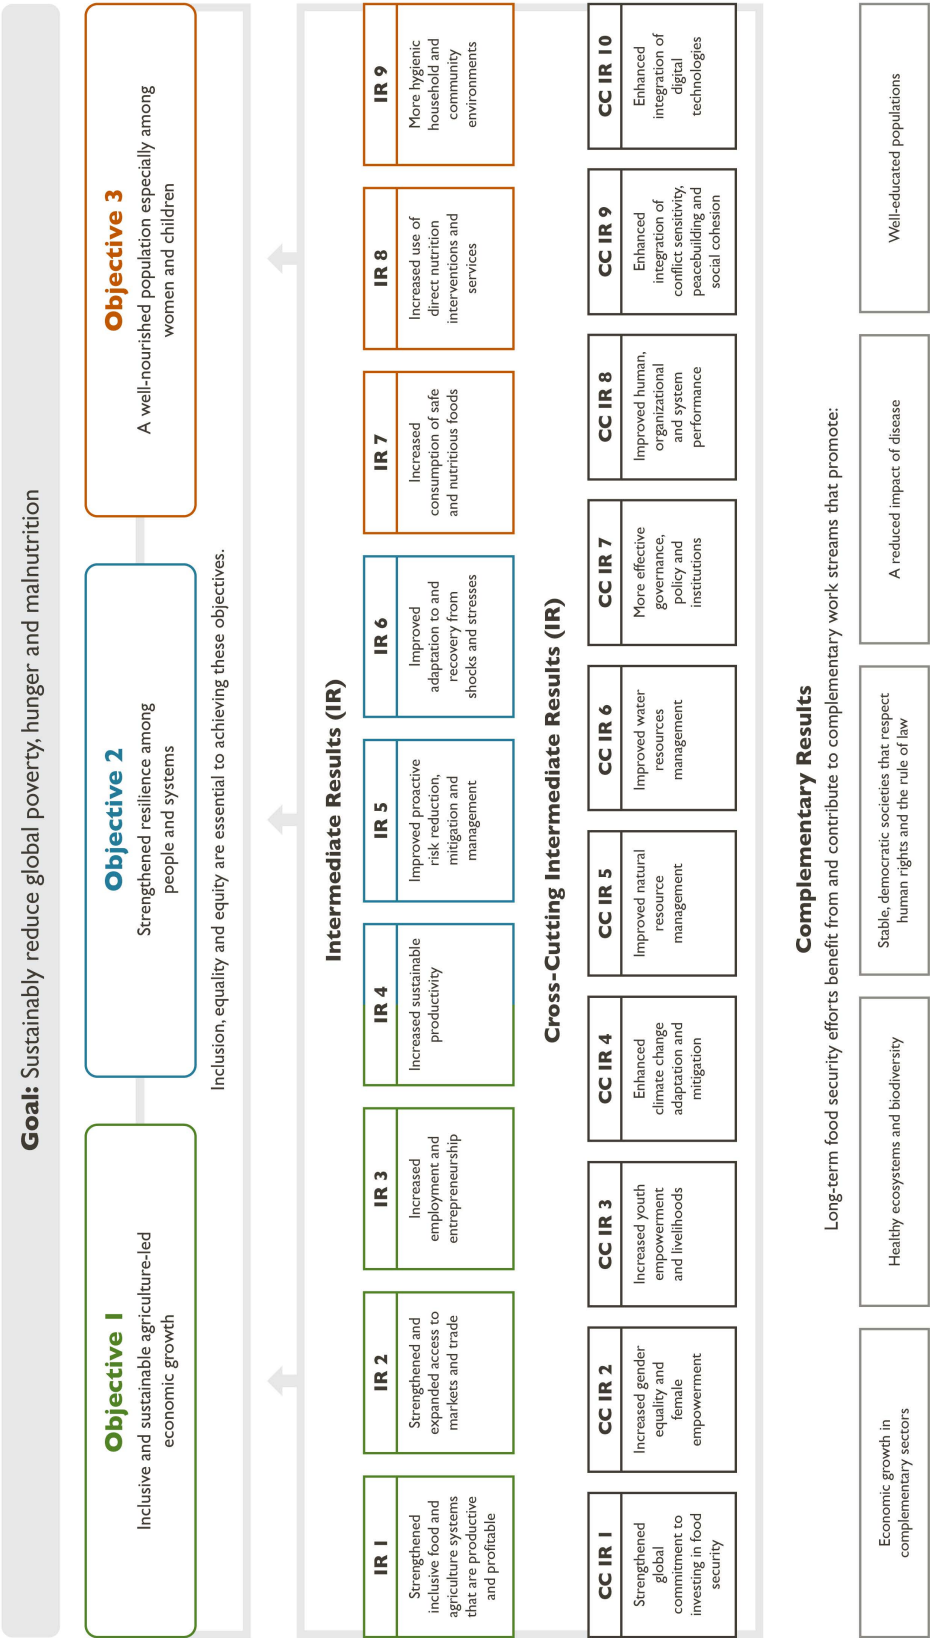 Goal: Sustainably reduce global poverty, hunger and malnutrition
Objective 1
Inclusive and sustainable agriculture-led
economic growth
Objective 2
Strengthened resilience among
people and systems
Objective 3
A well-nourished population especially among
women and children
Inclusion, equality and equity are essential to achieving these objectives.
Intermediate Results (IR)
IR 1
Strengthened
inclusive food and
agriculture systems
that are productive
and profitable
IR 2
Strengthened and
expanded access to
markets and trade
IR 3
Increased
employment and
entrepreneurship
IR 4
Increased sustainable
productivity
IR 5
Improved proactive
risk reduction,
mitigation and
management
IR 6
Improved
adaptation to and
recovery from
shocks and stresses
IR 7
Increased
consumption of safe
and nutritious foods
IR 8
Increased use of
direct nutrition
interventions and
services
IR 9
More hygienic
household and
community
environments
Cross-Cutting Intermediate Results (IR)
CC IR 1
Strengthened
global
commitment to
investing in food
security
CC IR 2
Increased gender
equality and
female
empowerment
CC IR 3
Increased youth
empowerment
and livelihoods
CC IR 4
Enhanced
climate change
adaptation and
mitigation
CC IR 5
Improved natural
resource
management
CC IR 6
Improved water
resources
management
CC IR 7
More effective
governance,
policy and
institutions
CC IR 8
Improved human,
organizational
and system
performance
CC IR 9
Enhanced
integration of
conflict sensitivity,
peacebuilding and
social cohesion
CC IR 10
Enhanced
integration of
digital
technologies
Complementary Results
Long-term food security efforts benefit from and contribute to complementary work streams that promote:
Economic growth in
complementary sectors
Healthy ecosystems and biodiversity
Stable, democratic societies that respect
human rights and the rule of law
A reduced impact of disease
Well-educated populations